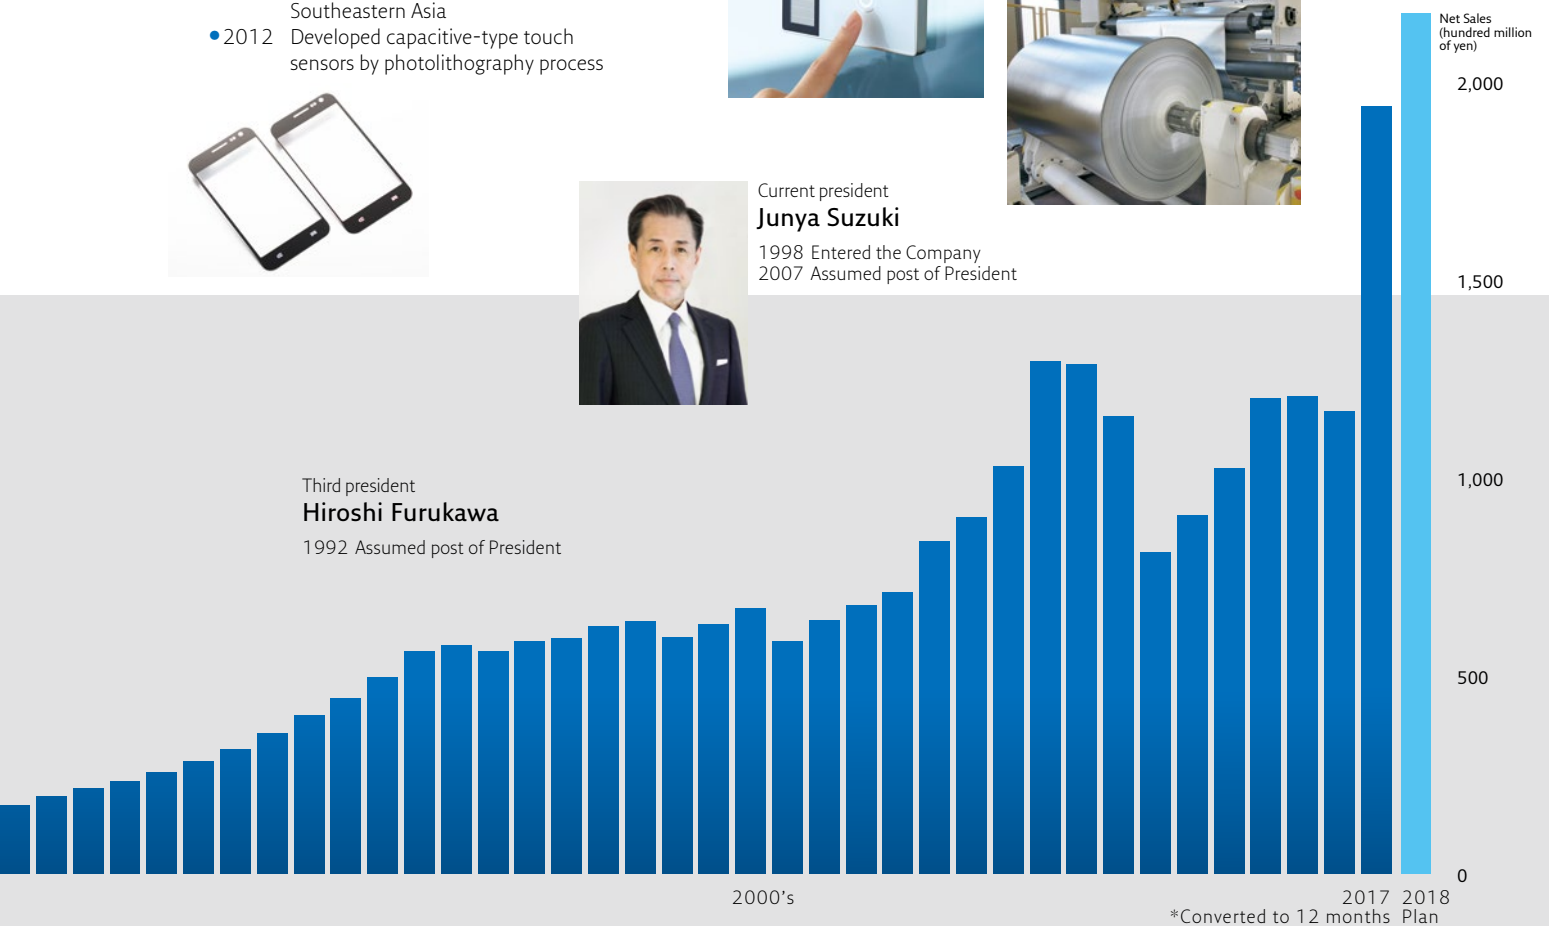 Southeastern Asia
•2012 Developed capacitive-type touch
sensors by photolithography process
Net Sales
(hundred million
of yen)
2,000
Current president
Junya Suzuki
1998 Entered the Company
2007 Assumed post of President
1,500
1,000
Third president
Hiroshi Furukawa
1992 Assumed post of President
500
0
2000's
2017 2018
*Converted to 12 months Plan